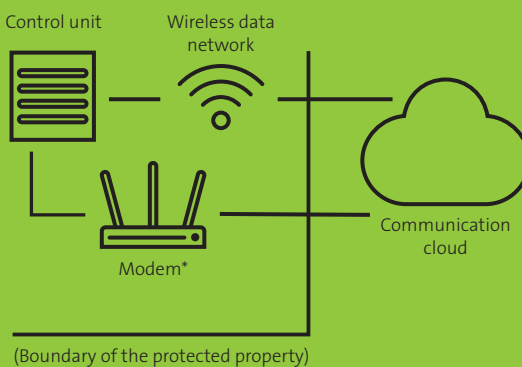 Control unit
Wireless data
network
Communication
cloud
Modem*
(Boundary of the protected property)